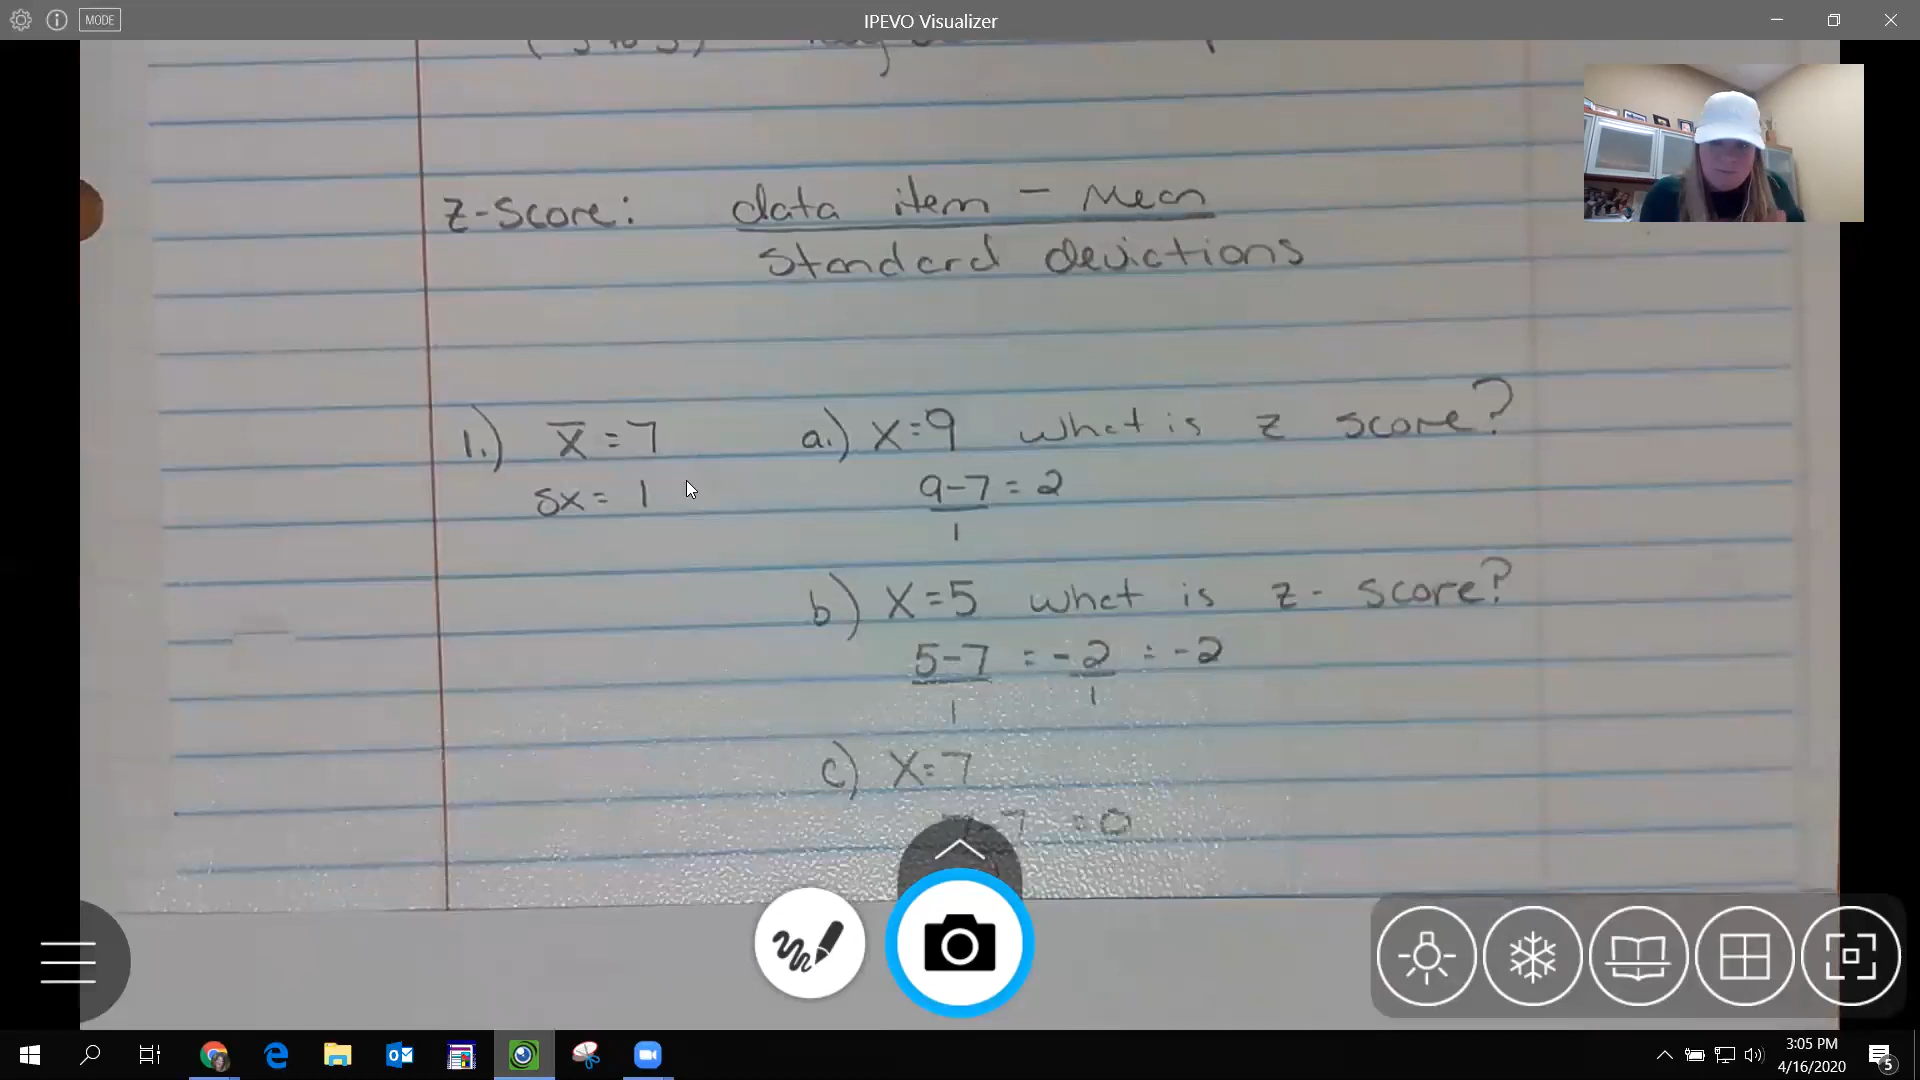 MODE
IPEVO Visualizer
z-score: data item - Mean
standard deviations
1.) x̄ = 7 a.) x=9 what is z score?
sx = 1 9-7 = 2
1
b) x=5 what is z- score?
5-7 = -2 = -2
1 1
c) x=7
7 = 0
3:05 PM
4/16/2020
5